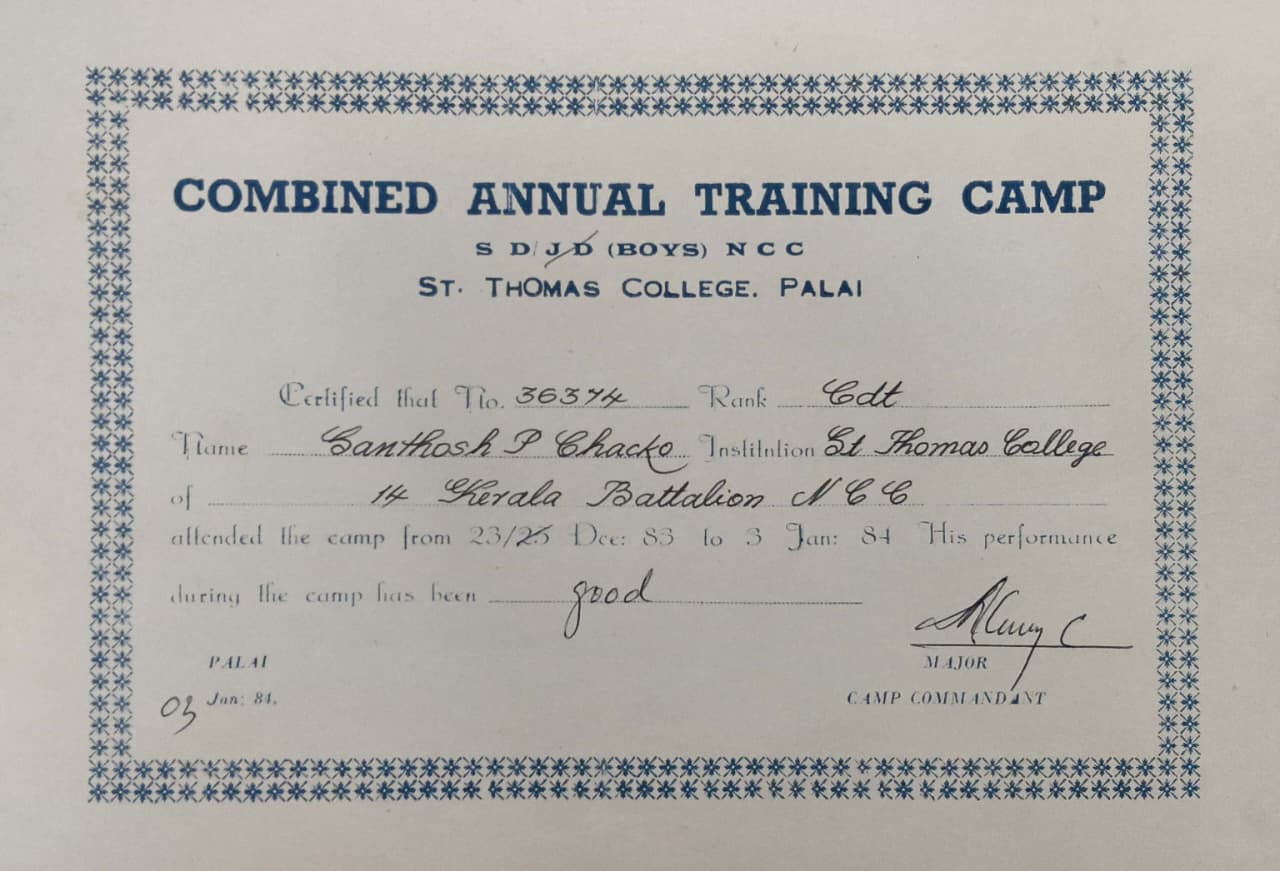 COMBINED ANNUAL TRAINING CAMP
S D/J D (BOYS) N C C
ST. THOMAS COLLEGE. PALAI
Certified that No. 36374 Rank Cdt
Name Santhosh P Chacko Institution St Thomas College
of 14 Kerala Battalion N C C
attended the camp from 23/25 Dec: 83 to 3 Jan: 84 His performance
during the camp has been good
PALAI
03 Jan: 84.
MAJOR
CAMP COMMANDANT